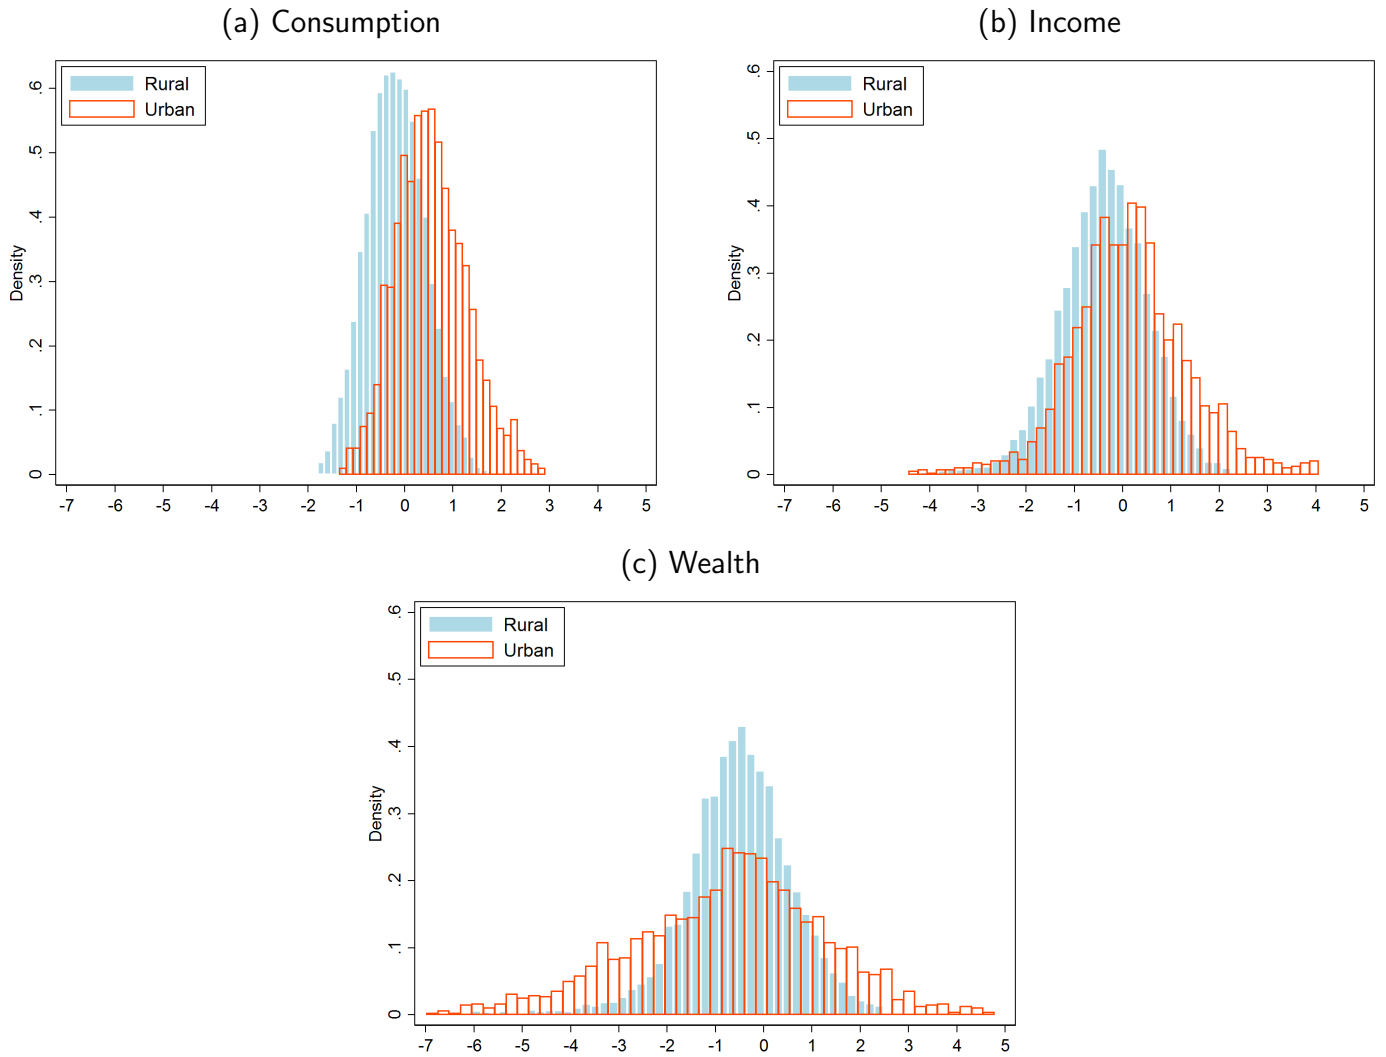 (a) Consumption
Rural
Urban
Density
0 .1 .2 .3 .4 .5 .6
-7 -6 -5 -4 -3 -2 -1 0 1 2 3 4 5
(b) Income
Rural
Urban
Density
0 .1 .2 .3 .4 .5 .6
-7 -6 -5 -4 -3 -2 -1 0 1 2 3 4 5
(c) Wealth
Rural
Urban
Density
0 .1 .2 .3 .4 .5 .6
-7 -6 -5 -4 -3 -2 -1 0 1 2 3 4 5